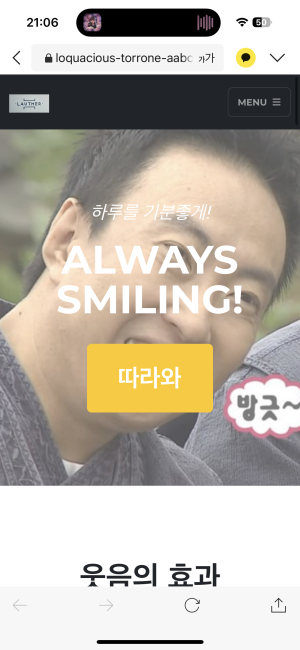 21:06
50
loquacious-torrone-aabc
가가
LAUTHER
MENU
하루를 기분좋게!
ALWAYS
SMILING!
따라와
방긋~
웃음의 효과